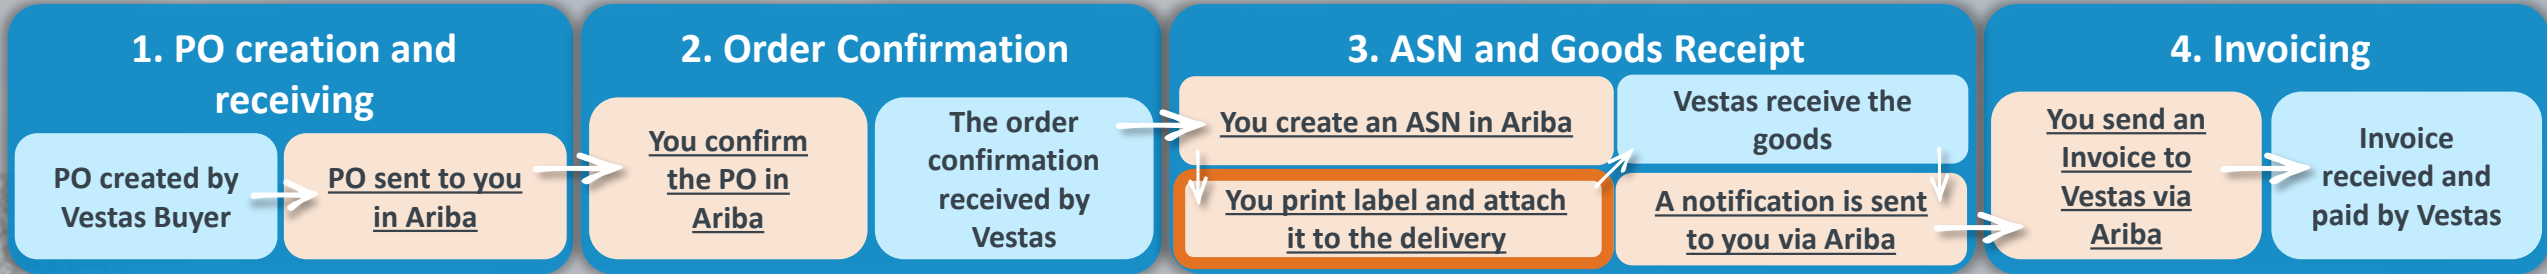 1. PO creation and
receiving
PO created by
Vestas Buyer
PO sent to you
in Ariba
2. Order Confirmation
You confirm
the PO in
Ariba
The order
confirmation
received by
Vestas
3. ASN and Goods Receipt
You create an ASN in Ariba
You print label and attach
it to the delivery
Vestas receive the
goods
A notification is sent
to you via Ariba
4. Invoicing
You send an
Invoice to
Vestas via
Ariba
Invoice
received and
paid by Vestas